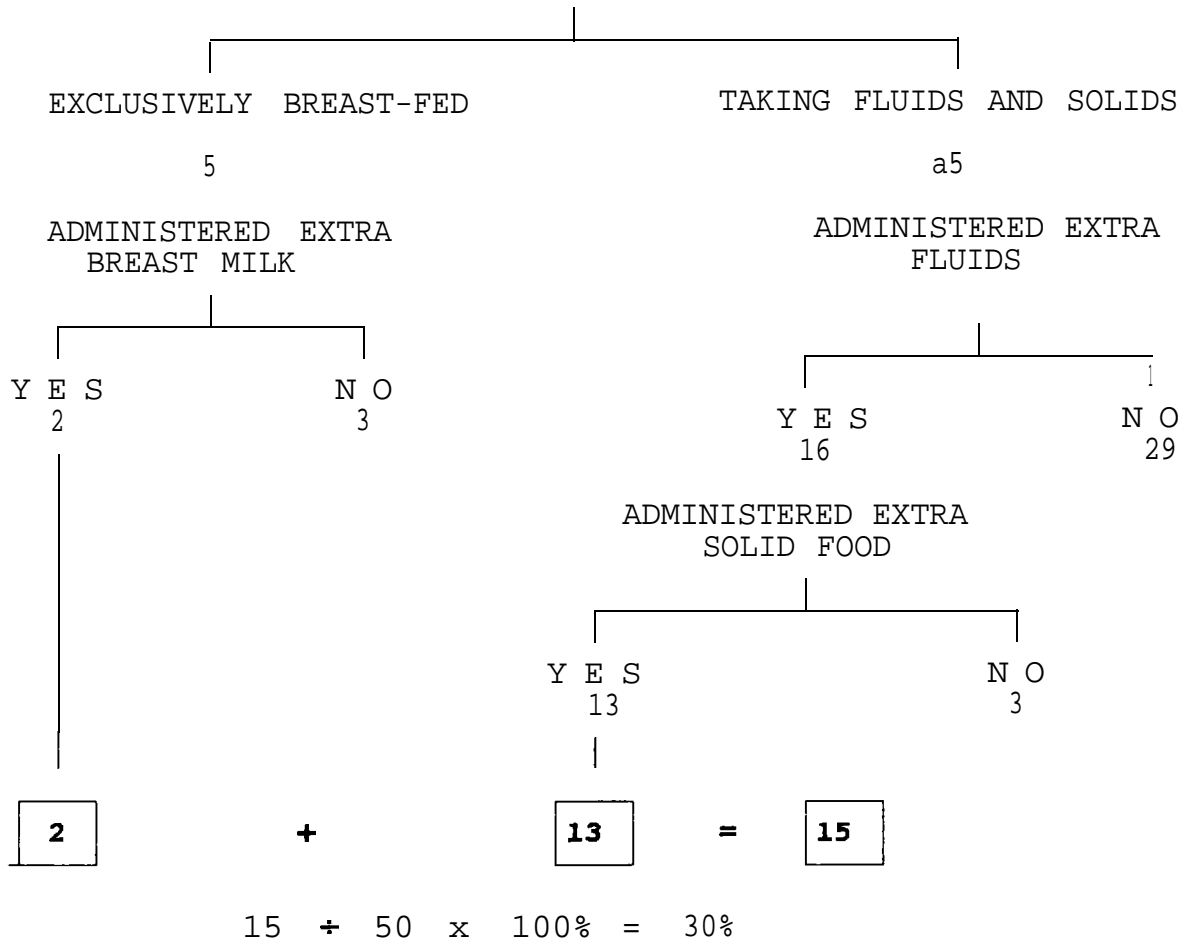 EXCLUSIVELY BREAST-FED
TAKING FLUIDS AND SOLIDS
5
a5
ADMINISTERED EXTRA
BREAST MILK
ADMINISTERED EXTRA
FLUIDS
YES
2
NO
3
YES
16
NO
29
ADMINISTERED EXTRA
SOLID FOOD
YES
13
NO
3
2 + 13 = 15
15 ÷ 50 x 100% = 30%